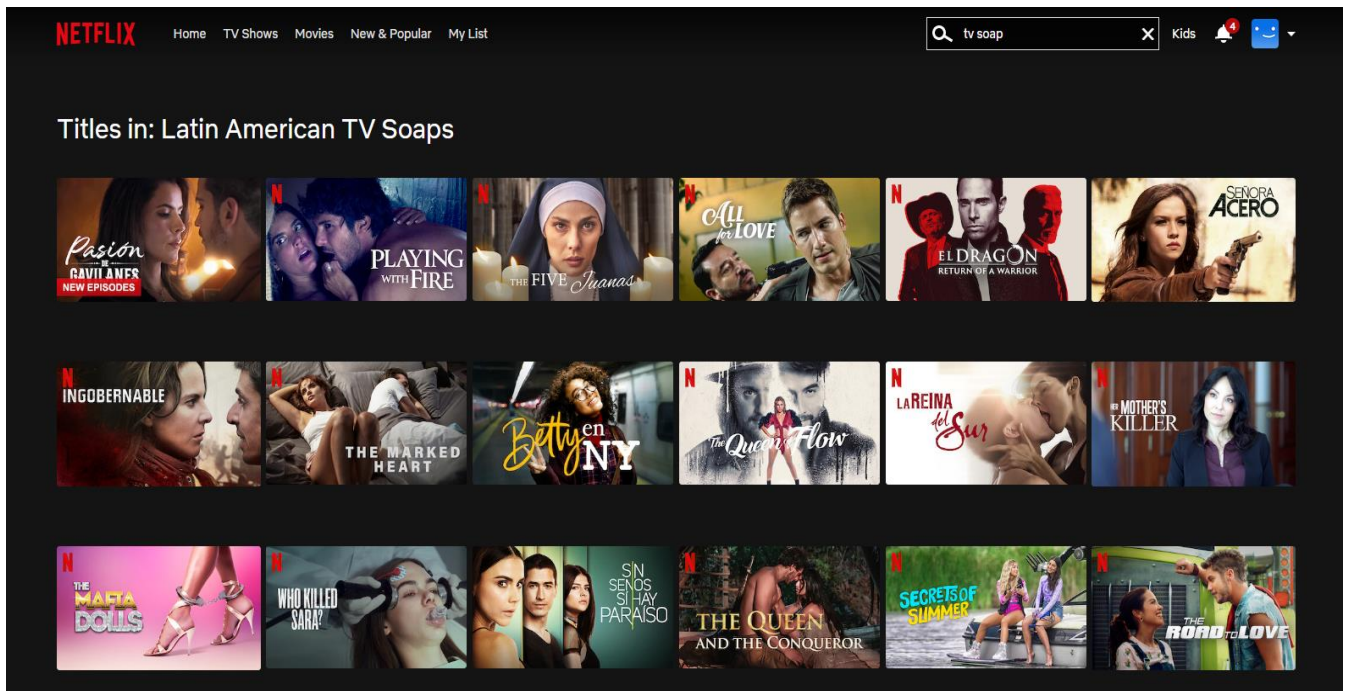 NETFLIX
Home TV Shows Movies New & Popular My List
tv soap
Kids
4
Titles in: Latin American TV Soaps
Pasión
DE
GAVILANES
NEW EPISODES
N
PLAYING
WITH FIRE
N
THE FIVE Juanas
N
All
for LOVE
N
EL DRAGON
RETURN OF A WARRIOR
SEÑORA
ACERO
N
INGOBERNABLE
N
THE MARKED
HEART
Betty en
NY
N
The Queen of Flow
N
LA REINA
del
Sur
N
HER MOTHER'S
KILLER
N
THE
MAFIA
DOLLS
N
WHO KILLED
SARA?
SIN
SENOS
SÍ HAY
PARAÍSO
N
THE QUEEN
AND THE CONQUEROR
N
SECRETS OF
SUMMER
N
THE
ROAD TO LOVE